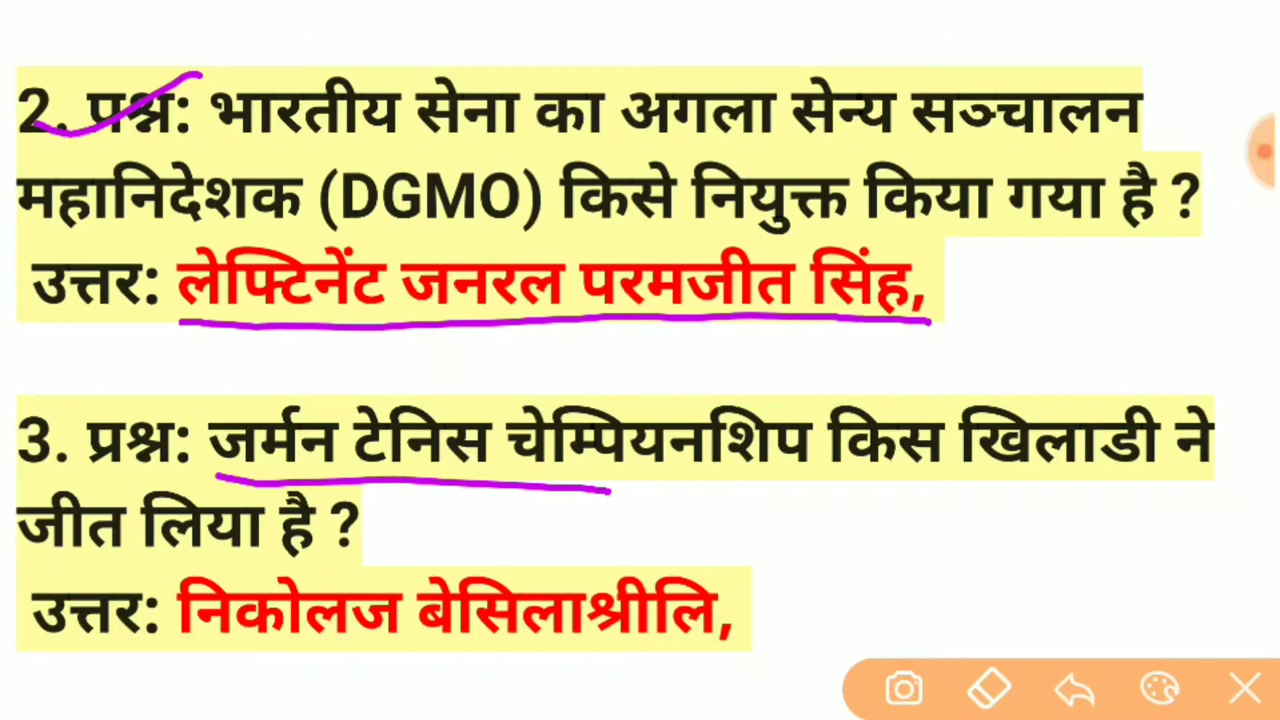 2. प्रश्न: भारतीय सेना का अगला सेन्य सञ्चालन
महानिदेशक (DGMO) किसे नियुक्त किया गया है ?
उत्तर: लेफ्टिनेंट जनरल परमजीत सिंह,
3. प्रश्न: जर्मन टेनिस चेम्पियनशिप किस खिलाडी ने
जीत लिया है ?
उत्तर: निकोलज बेसिलाश्रीलि,